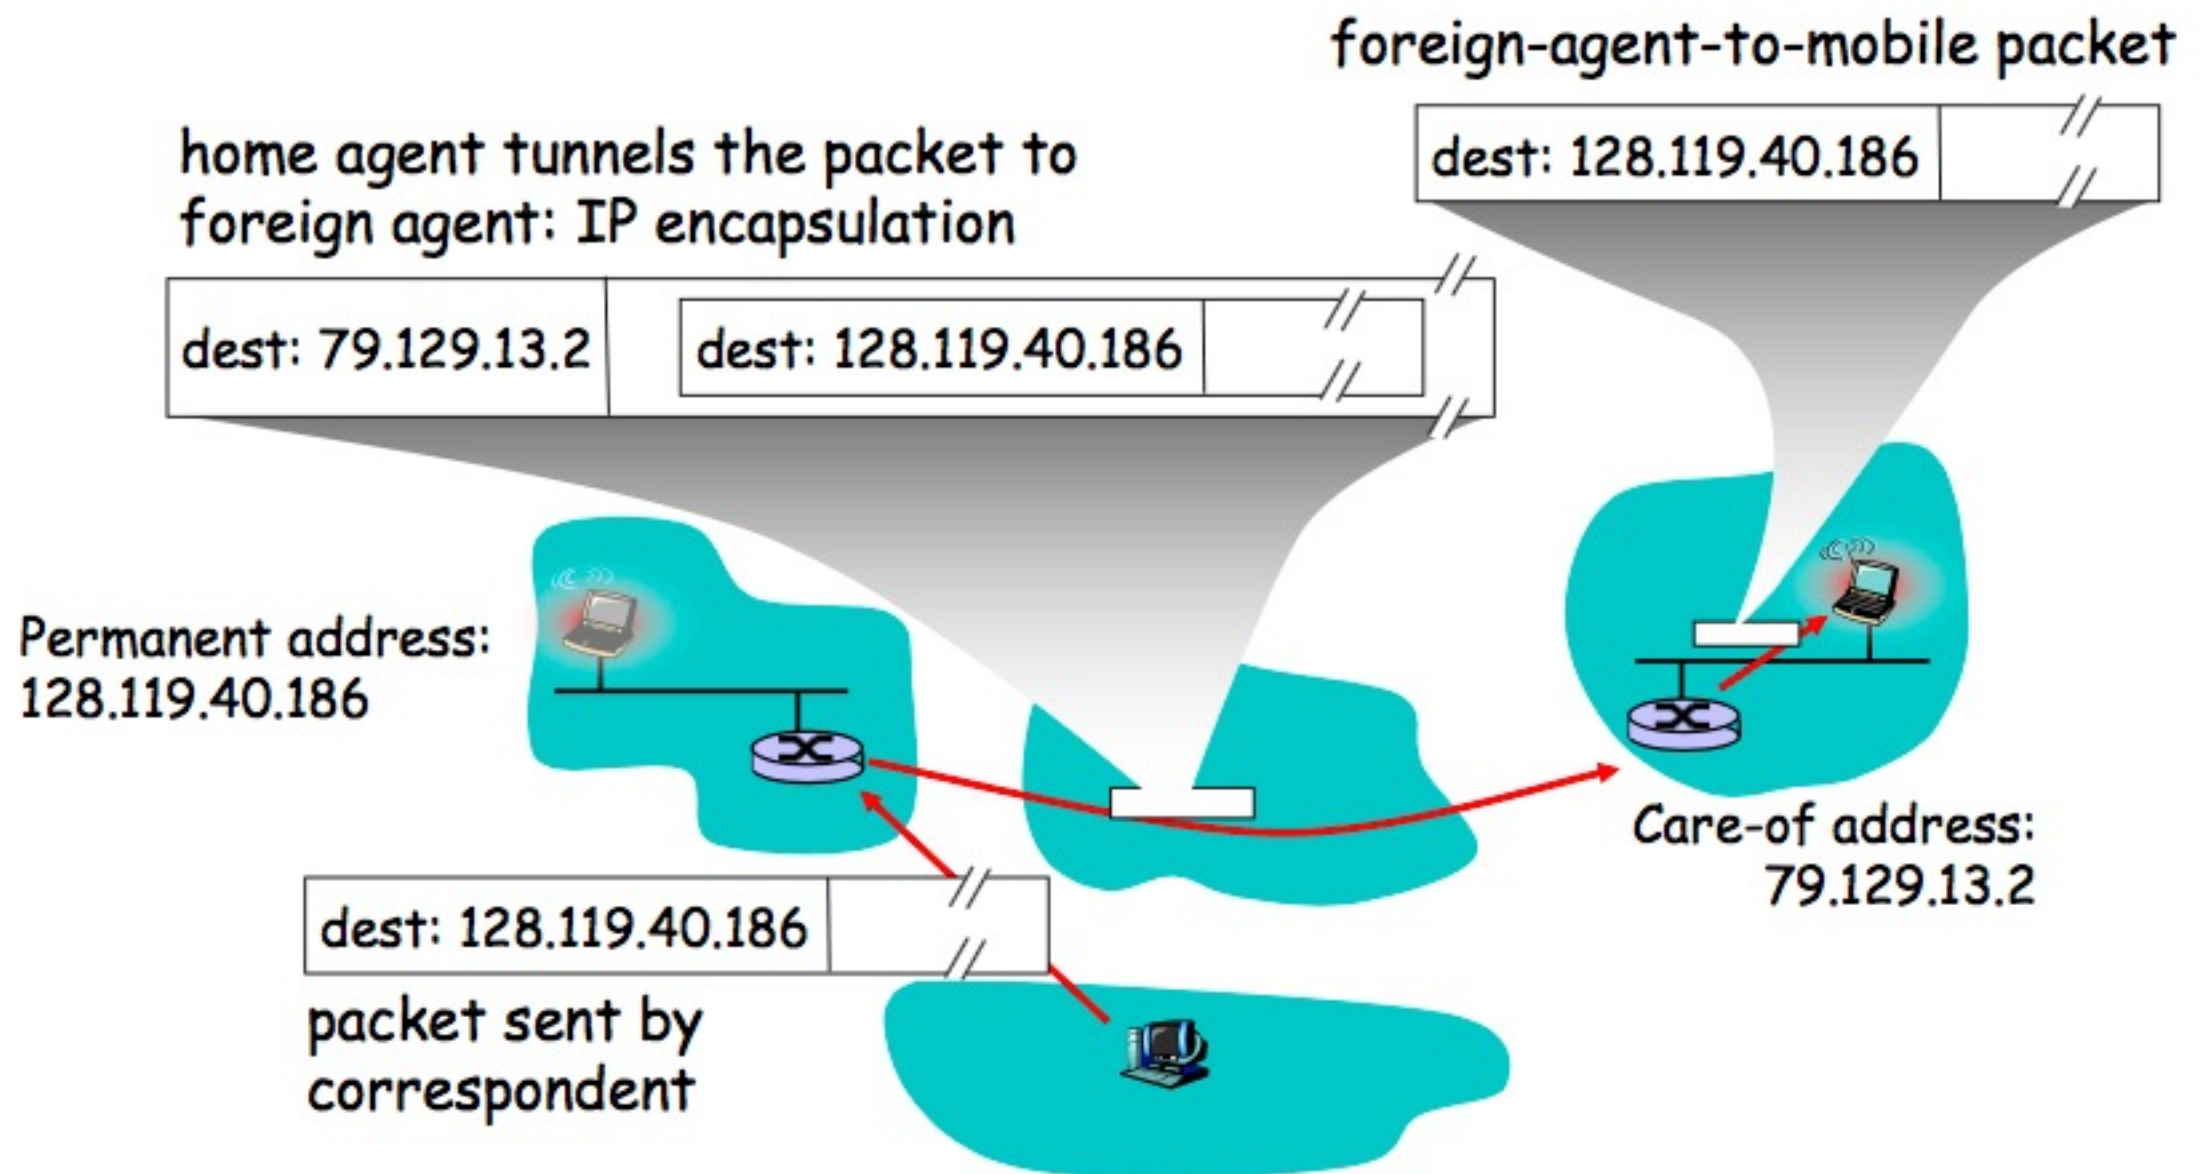 foreign-agent-to-mobile packet
dest: 128.119.40.186
home agent tunnels the packet to
foreign agent: IP encapsulation
dest: 79.129.13.2
dest: 128.119.40.186
Permanent address:
128.119.40.186
Care-of address:
79.129.13.2
dest: 128.119.40.186
packet sent by
correspondent